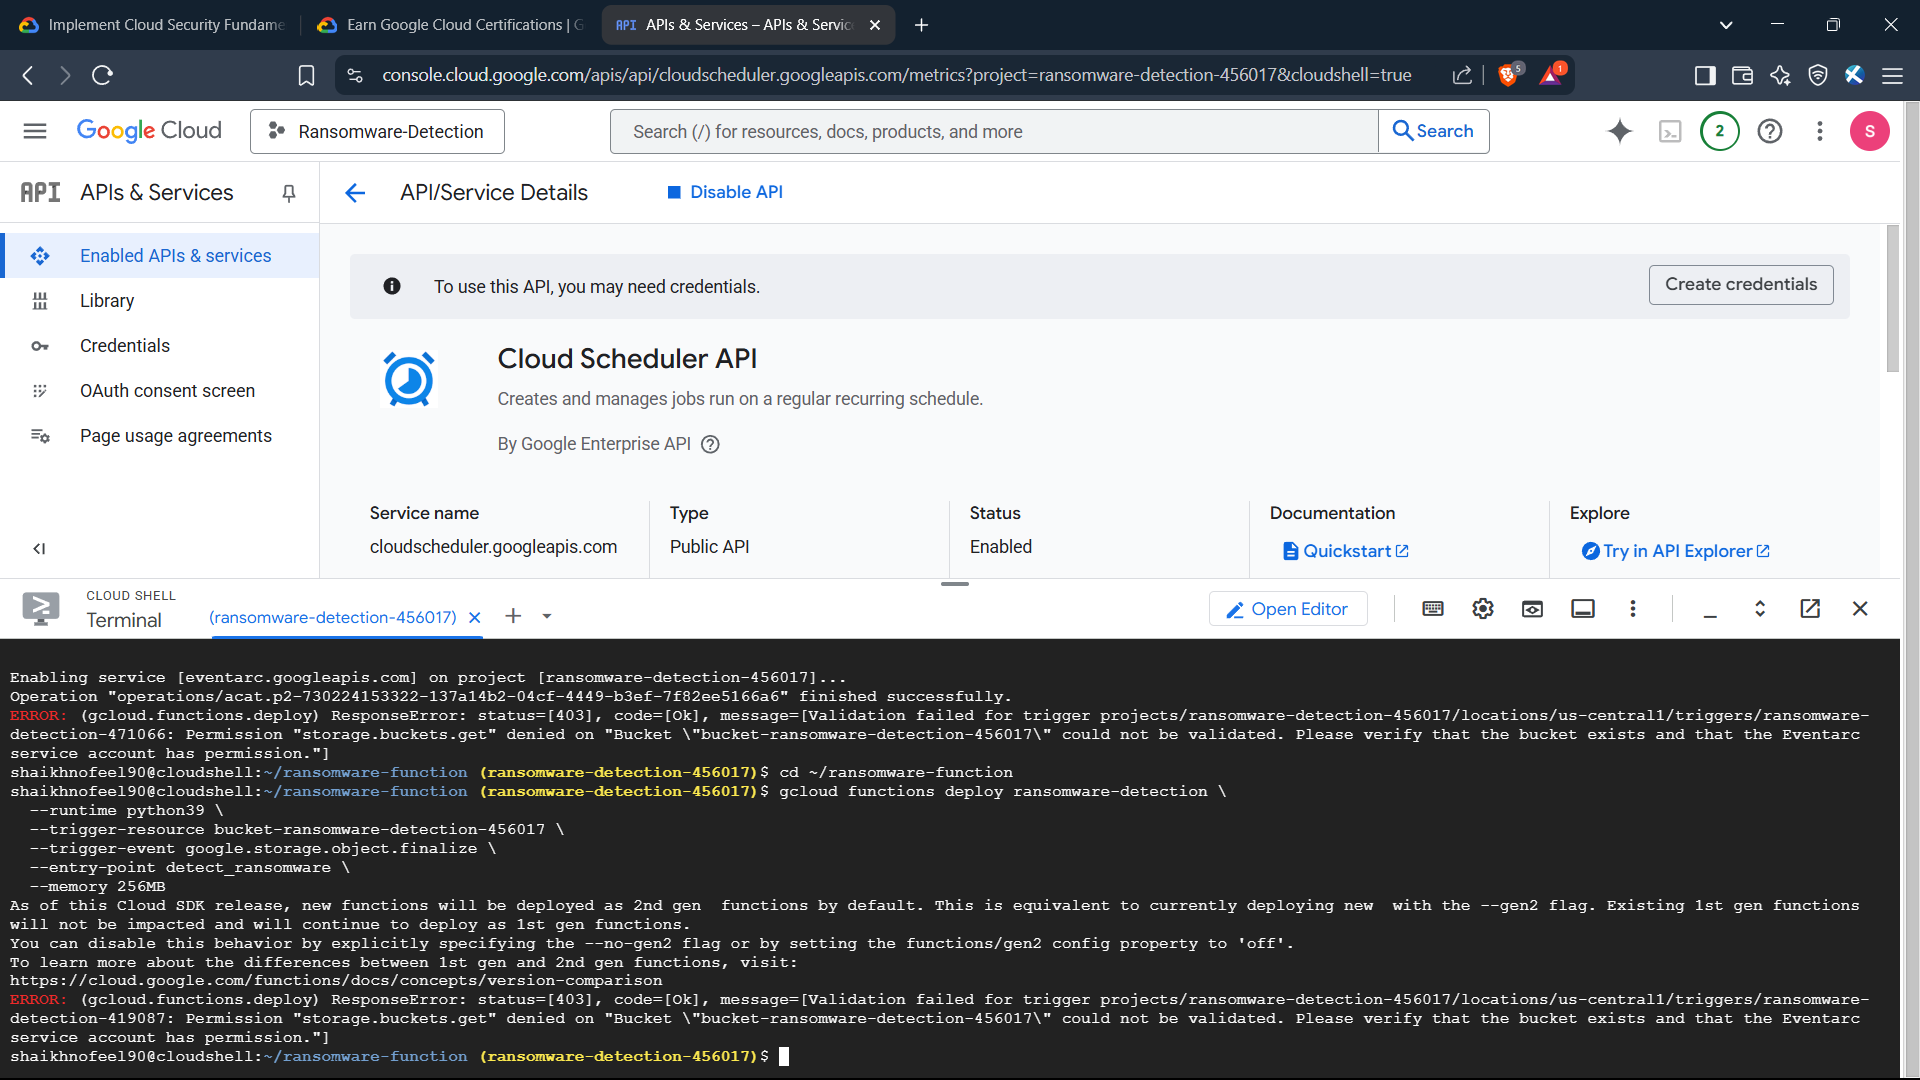 Implement Cloud Security Fundame
Earn Google Cloud Certifications | G
API APIs & Services – APIs & Servic
console.cloud.google.com/apis/api/cloudscheduler.googleapis.com/metrics?project=ransomware-detection-456017&cloudshell=true
5
1
Google Cloud
Ransomware-Detection
Search (/) for resources, docs, products, and more
Search
2
S
API APIs & Services
API/Service Details
Disable API
Enabled APIs & services
Library
Credentials
OAuth consent screen
Page usage agreements
To use this API, you may need credentials.
Create credentials
Cloud Scheduler API
Creates and manages jobs run on a regular recurring schedule.
By Google Enterprise API
Service name
cloudscheduler.googleapis.com
Type
Public API
Status
Enabled
Documentation
Quickstart
Explore
Try in API Explorer
CLOUD SHELL
Terminal
(ransomware-detection-456017)
Open Editor
Enabling service [eventarc.googleapis.com] on project [ransomware-detection-456017]...
Operation "operations/acat.p2-730224153322-137a14b2-04cf-4449-b3ef-7f82ee5166a6" finished successfully.
ERROR: (gcloud.functions.deploy) ResponseError: status=[403], code=[Ok], message=[Validation failed for trigger projects/ransomware-detection-456017/locations/us-central1/triggers/ransomware-
detection-471066: Permission "storage.buckets.get" denied on "Bucket \"bucket-ransomware-detection-456017\" could not be validated. Please verify that the bucket exists and that the Eventarc
service account has permission."]
shaikhnofeel90@cloudshell:~/ransomware-function (ransomware-detection-456017)$ cd ~/ransomware-function
shaikhnofeel90@cloudshell:~/ransomware-function (ransomware-detection-456017)$ gcloud functions deploy ransomware-detection \
--runtime python39 \
--trigger-resource bucket-ransomware-detection-456017 \
--trigger-event google.storage.object.finalize \
--entry-point detect_ransomware \
--memory 256MB
As of this Cloud SDK release, new functions will be deployed as 2nd gen  functions by default. This is equivalent to currently deploying new  with the --gen2 flag. Existing 1st gen functions
will not be impacted and will continue to deploy as 1st gen functions.
You can disable this behavior by explicitly specifying the --no-gen2 flag or by setting the functions/gen2 config property to 'off'.
To learn more about the differences between 1st gen and 2nd gen functions, visit:
https://cloud.google.com/functions/docs/concepts/version-comparison
ERROR: (gcloud.functions.deploy) ResponseError: status=[403], code=[Ok], message=[Validation failed for trigger projects/ransomware-detection-456017/locations/us-central1/triggers/ransomware-
detection-419087: Permission "storage.buckets.get" denied on "Bucket \"bucket-ransomware-detection-456017\" could not be validated. Please verify that the bucket exists and that the Eventarc
service account has permission."]
shaikhnofeel90@cloudshell:~/ransomware-function (ransomware-detection-456017)$